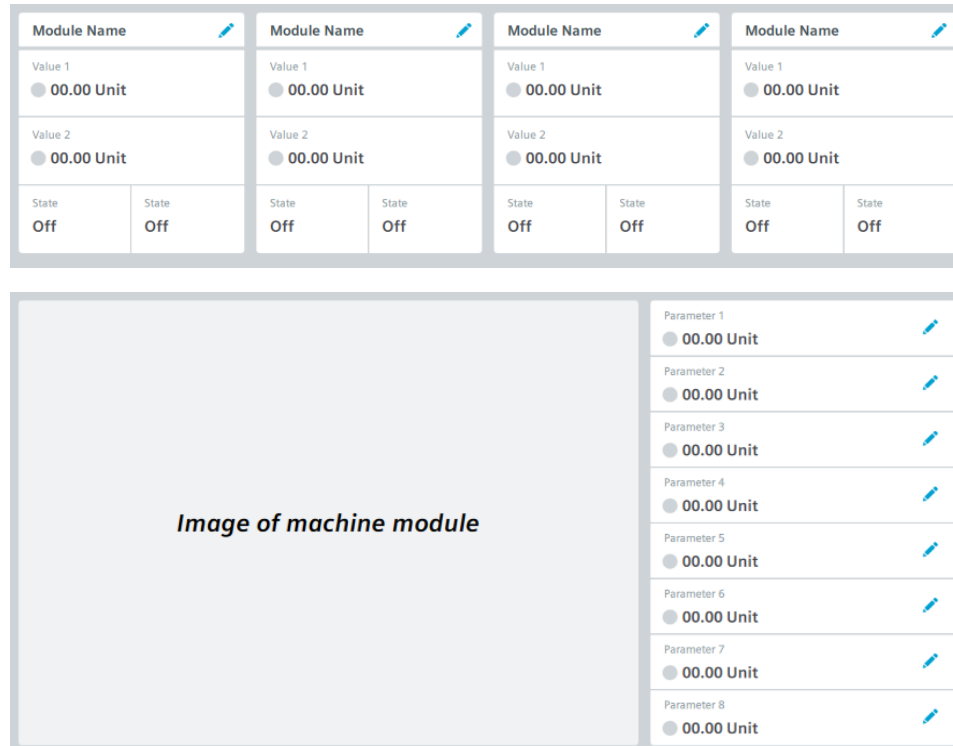 Module Name Module Name Module Name Module Name
Value 1 Value 1 Value 1 Value 1
00.00 Unit 00.00 Unit 00.00 Unit 00.00 Unit
Value 2 Value 2 Value 2 Value 2
00.00 Unit 00.00 Unit 00.00 Unit 00.00 Unit
State State State State State State State State
Off Off Off Off Off Off Off Off
Image of machine module
Parameter 1
00.00 Unit
Parameter 2
00.00 Unit
Parameter 3
00.00 Unit
Parameter 4
00.00 Unit
Parameter 5
00.00 Unit
Parameter 6
00.00 Unit
Parameter 7
00.00 Unit
Parameter 8
00.00 Unit